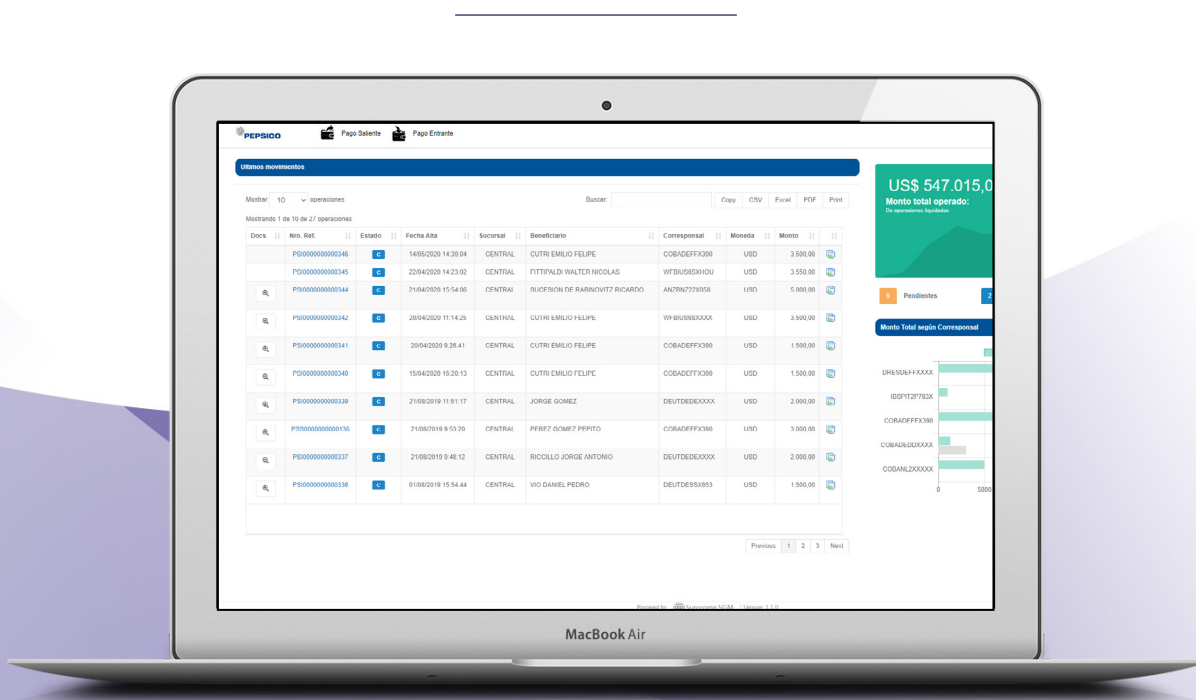 PEPSICO
Pago Saliente
Pago Entrante
Ultimos movimientos
Mostrar 10 operaciones
Buscar:
Copy CSV Excel PDF Print
Mostrando 1 de 10 de 27 operaciones
Docs Nro. Ref. Estado Fecha Alta Sucursal Beneficiario Corresponsal Moneda Monto
PSI0000000000346 C 14/05/2020 14:30:04 CENTRAL CUTRI EMILIO FELIPE COBADEFFX390 USD 3.500,00
PSI0000000000345 C 22/04/2020 14:23:02 CENTRAL FITTIPALDI WALTER NICOLAS WFBIUS6SXHOU USD 3.550,00
PSI0000000000344 C 21/04/2020 15:54:06 CENTRAL SUCESION DE RABINOVITZ RICARDO ANZBNZ22X058 USD 5.000,00
PSI0000000000342 C 20/04/2020 11:14:25 CENTRAL CUTRI EMILIO FELIPE WFBIUS6SXXXX USD 3.500,00
PSI0000000000341 C 20/04/2020 9:26:41 CENTRAL CUTRI EMILIO FELIPE COBADEFFX390 USD 1.500,00
PSI0000000000340 C 15/04/2020 16:20:13 CENTRAL CUTRI EMILIO FELIPE COBADEFFX390 USD 1.500,00
PSI0000000000339 C 21/08/2019 11:51:17 CENTRAL JORGE GOMEZ DEUTDEDEXXXX USD 2.000,00
PSS0000000000136 C 21/08/2019 9:53:20 CENTRAL PEREZ GOMEZ PEPITO COBADEFFX390 USD 3.000,00
PSI0000000000337 C 21/08/2019 9:48:12 CENTRAL RICCILLO JORGE ANTONIO DEUTDEDEXXXX USD 2.000,00
PSI0000000000336 C 01/08/2019 15:54:44 CENTRAL VIO DANIEL PEDRO DEUTDESSX653 USD 1.500,00
Previous 1 2 3 Next
US$ 547.015,0
Monto total operado:
De operaciones liquidadas
6 Pendientes 2
Monto Total según Corresponsal
DRESDEFFXXXX
IBSPIT2P783X
COBADEFFX390
COBADEDDXXXX
COBANL2XXXXX
0 5000
MacBook Air